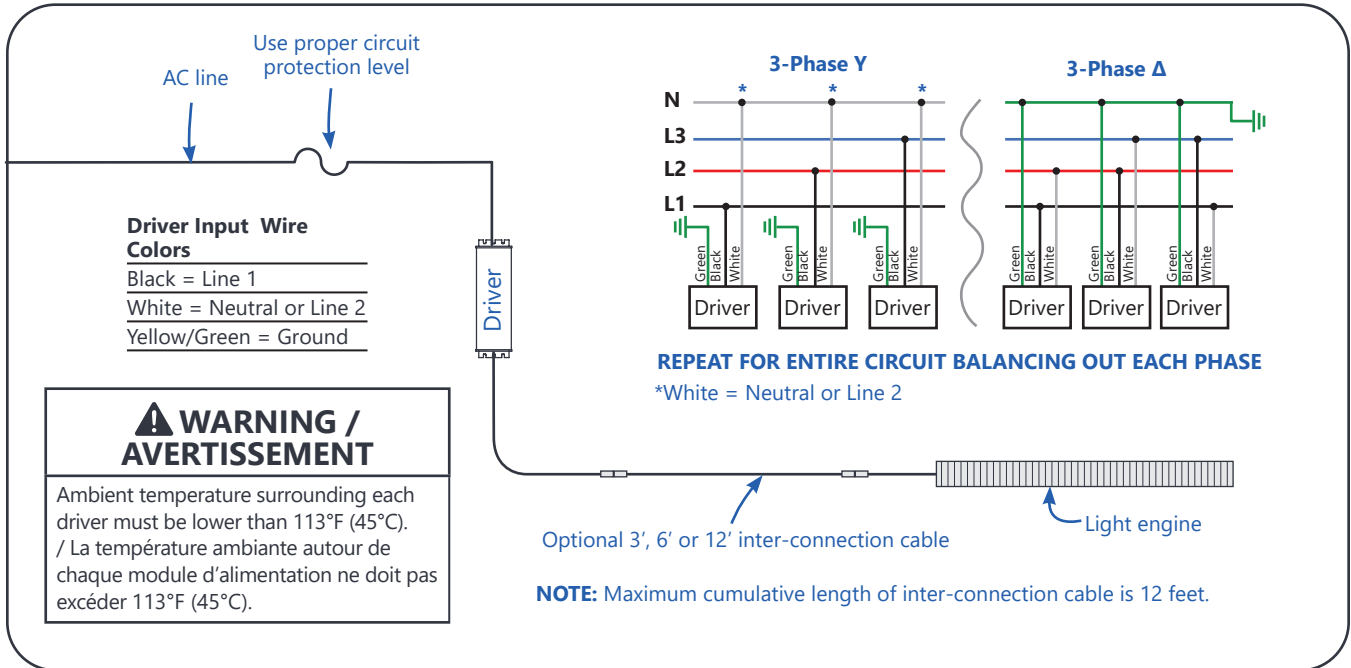 AC line
Use proper circuit
protection level
3-Phase Y
3-Phase Δ
* * *
N
L3
L2
L1
Green Black White
Green Black White
Green Black White
Green Black White
Green Black White
Green Black White
Driver Driver Driver Driver Driver Driver
REPEAT FOR ENTIRE CIRCUIT BALANCING OUT EACH PHASE
*White = Neutral or Line 2
Driver Input Wire
Colors
Black = Line 1
White = Neutral or Line 2
Yellow/Green = Ground
Driver
WARNING /
AVERTISSEMENT
Ambient temperature surrounding each
driver must be lower than 113°F (45°C).
/ La température ambiante autour de
chaque module d’alimentation ne doit pas
excéder 113°F (45°C).
Optional 3’, 6’ or 12’ inter-connection cable
Light engine
NOTE: Maximum cumulative length of inter-connection cable is 12 feet.